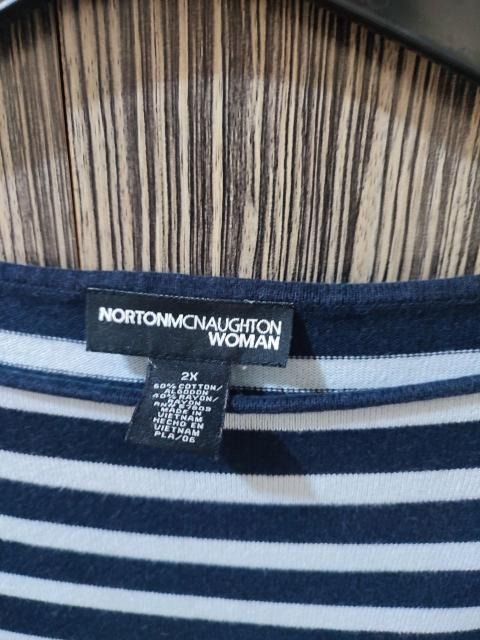 NORTONMCNAUGHTON
WOMAN
2X
60% COTTON/
ALGODON
40% RAYON/
RAYON
MADE IN
VIETNAM
HECHO EN
VIETNAM
PLA/06